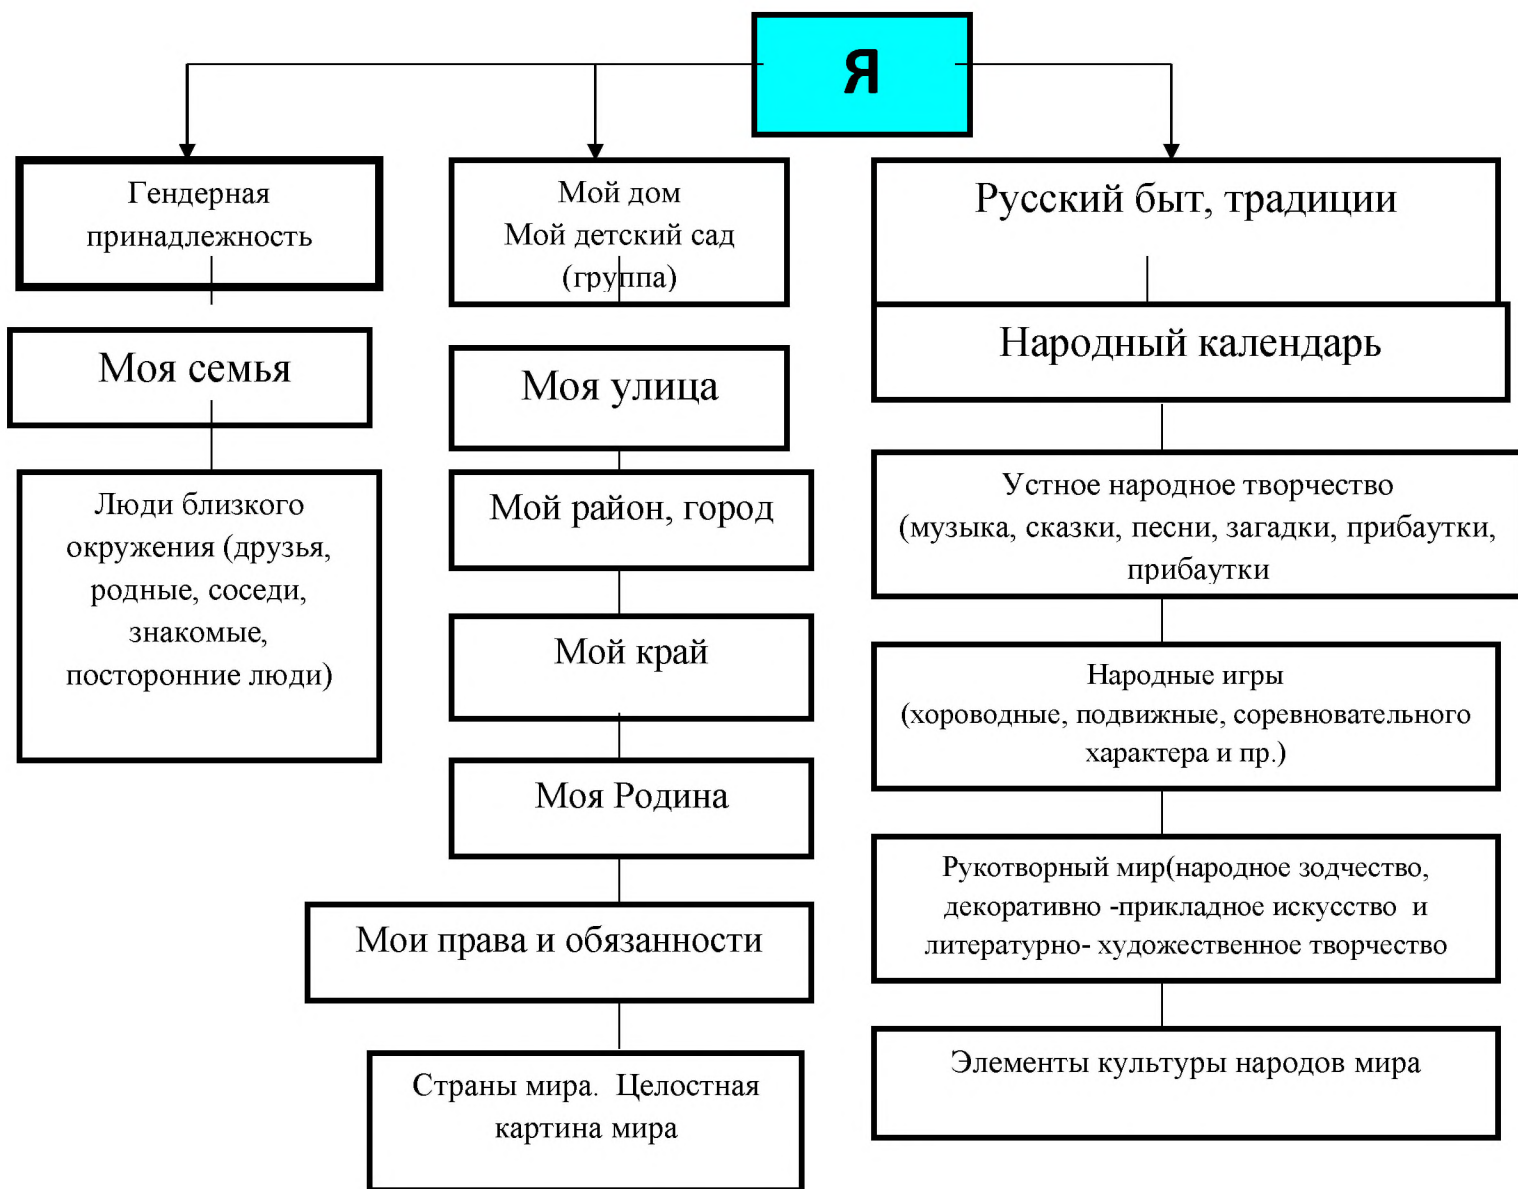 Я
Гендерная
принадлежность
Моя семья
Люди близкого
окружения (друзья,
родные, соседи,
знакомые,
посторонние люди)
Мой дом
Мой детский сад
(группа)
Моя улица
Мой район, город
Мой край
Моя Родина
Мои права и обязанности
Страны мира.  Целостная
картина мира
Русский быт, традиции
Народный календарь
Устное народное творчество
(музыка, сказки, песни, загадки, прибаутки,
прибаутки
Народные игры
(хороводные, подвижные, соревновательного
характера и пр.)
Рукотворный мир(народное зодчество,
декоративно -прикладное искусство  и
литературно- художественное творчество
Элементы культуры народов мира